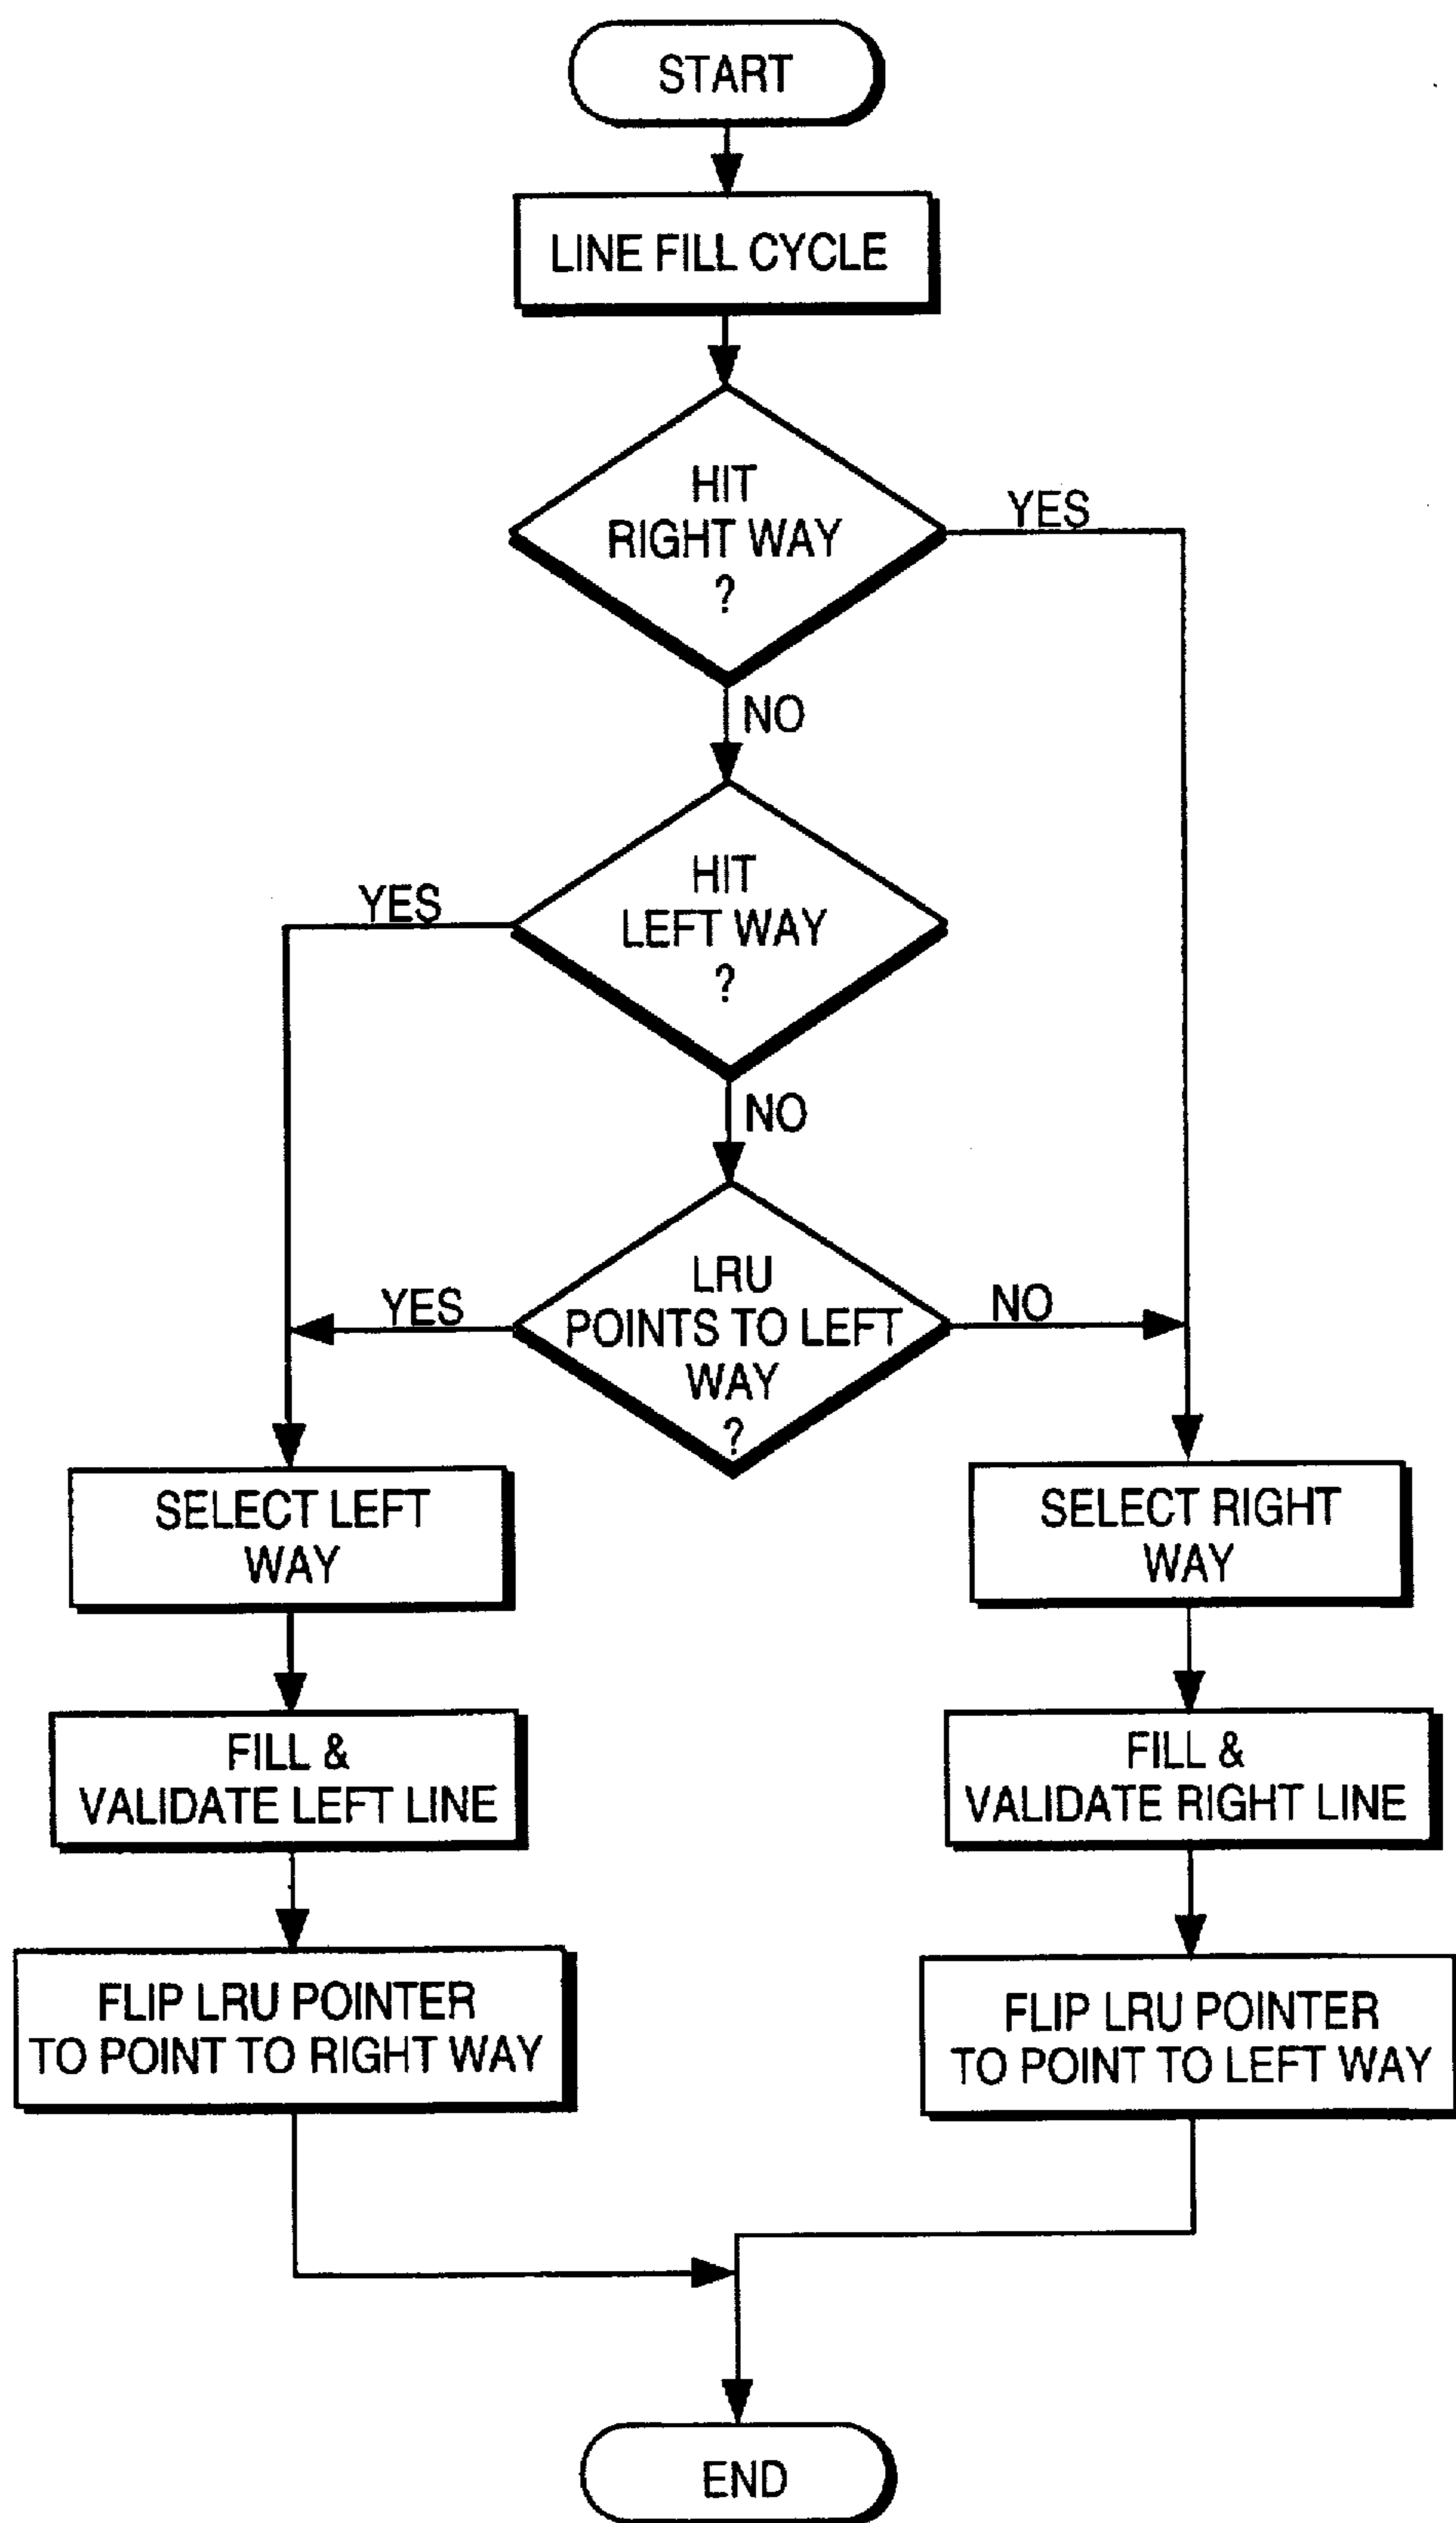 START
LINE FILL CYCLE
HIT
RIGHT WAY
?
YES
NO
HIT
LEFT WAY
?
YES
NO
LRU
POINTS TO LEFT
WAY
?
YES
NO
SELECT LEFT
WAY
SELECT RIGHT
WAY
FILL &
VALIDATE LEFT LINE
FILL &
VALIDATE RIGHT LINE
FLIP LRU POINTER
TO POINT TO RIGHT WAY
FLIP LRU POINTER
TO POINT TO LEFT WAY
END